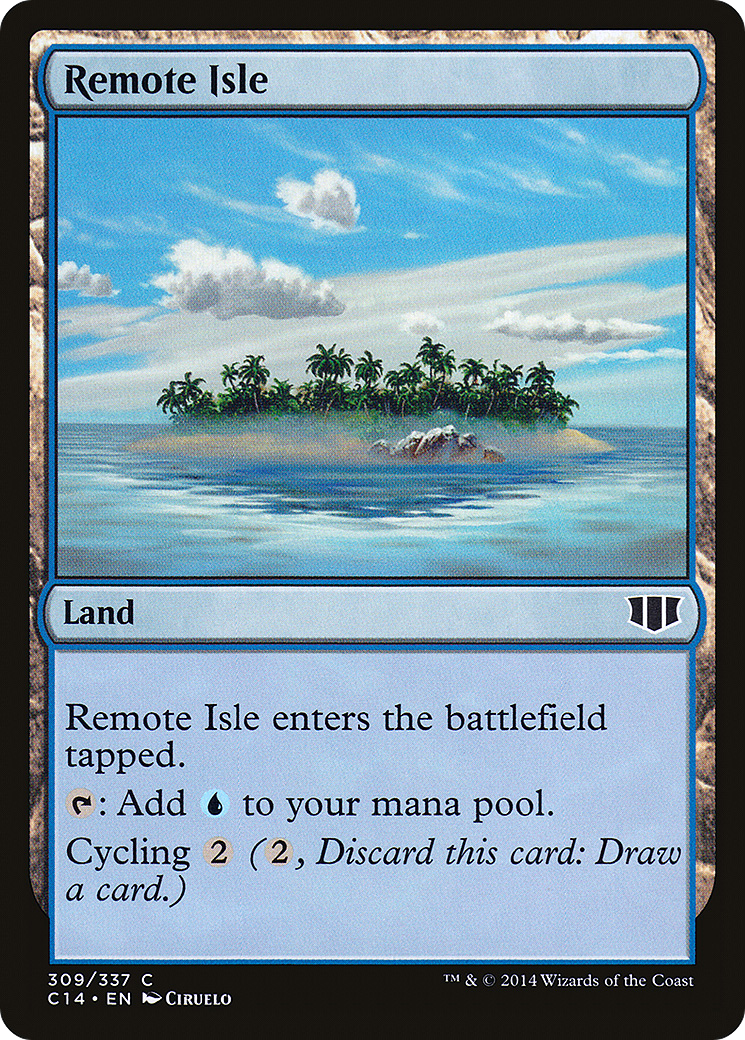 Remote Isle
Land
Remote Isle enters the battlefield
tapped.
: Add to your mana pool.
Cycling 2 (2, Discard this card: Draw
a card.)
309/337 C
C14 • EN CIRUELO
™ & © 2014 Wizards of the Coast